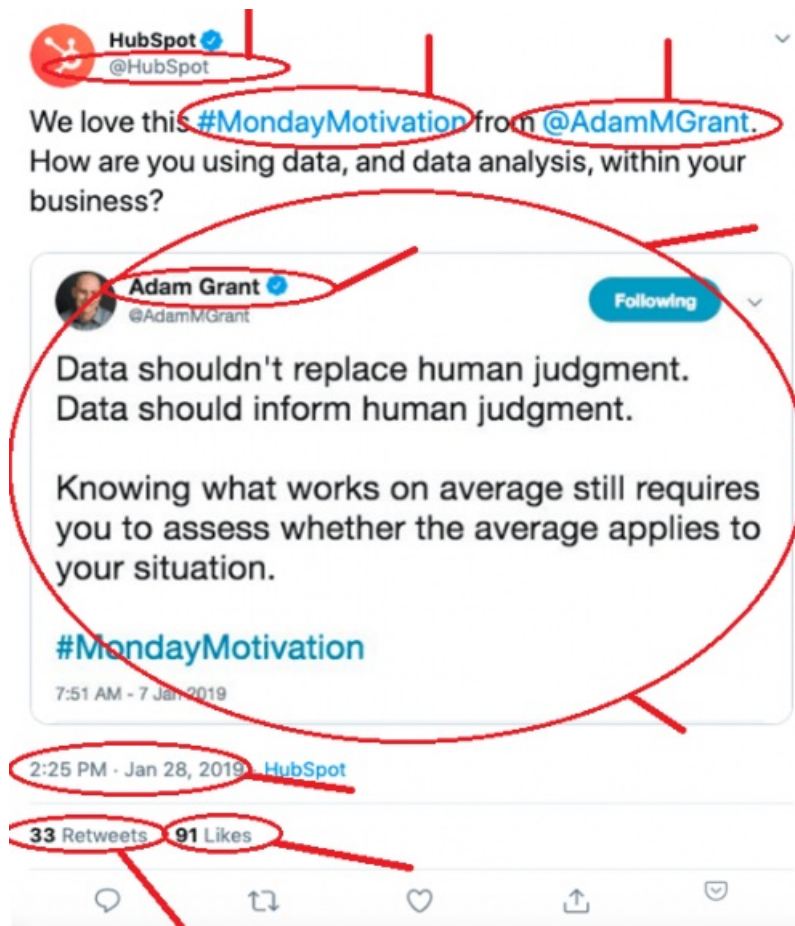 HubSpot
@HubSpot
We love this #MondayMotivation from @AdamMGrant.
How are you using data, and data analysis, within your
business?
Adam Grant
@AdamMGrant
Following
Data shouldn't replace human judgment.
Data should inform human judgment.
Knowing what works on average still requires
you to assess whether the average applies to
your situation.
#MondayMotivation
7:51 AM - 7 Jan 2019
2:25 PM · Jan 28, 2019 · HubSpot
33 Retweets 91 Likes